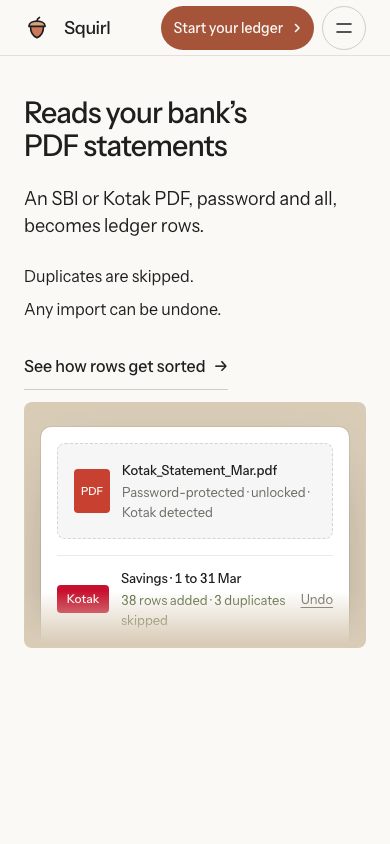 Squirl
Start your ledger
Reads your bank’s
PDF statements
An SBI or Kotak PDF, password and all,
becomes ledger rows.
Duplicates are skipped.
Any import can be undone.
See how rows get sorted →
PDF
Kotak_Statement_Mar.pdf
Password-protected · unlocked ·
Kotak detected
Kotak
Savings · 1 to 31 Mar
38 rows added · 3 duplicates
skipped
Undo